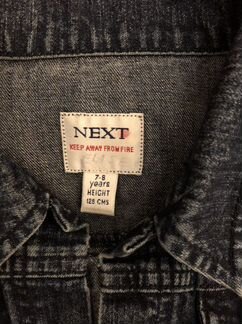 NEXT
KEEP AWAY FROM FIRE
7-8
years
HEIGHT
128 CMS